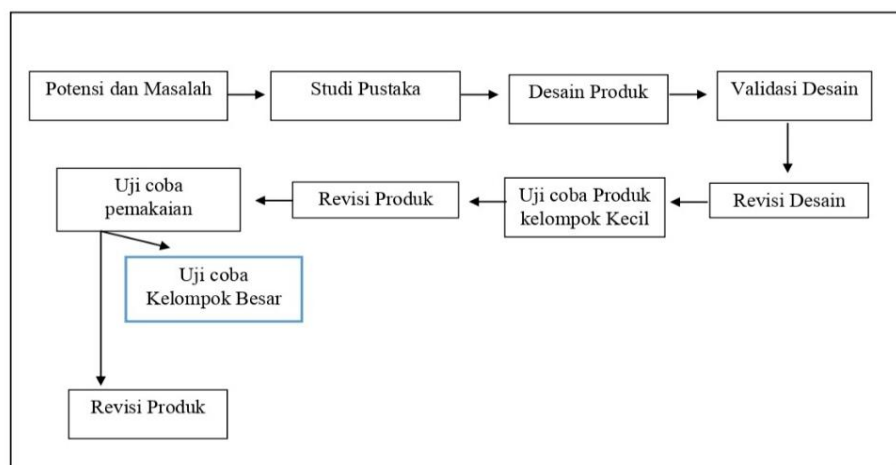 Potensi dan Masalah
Studi Pustaka
Desain Produk
Validasi Desain
Uji coba
pemakaian
Revisi Produk
Uji coba Produk
kelompok Kecil
Revisi Desain
Uji coba
Kelompok Besar
Revisi Produk